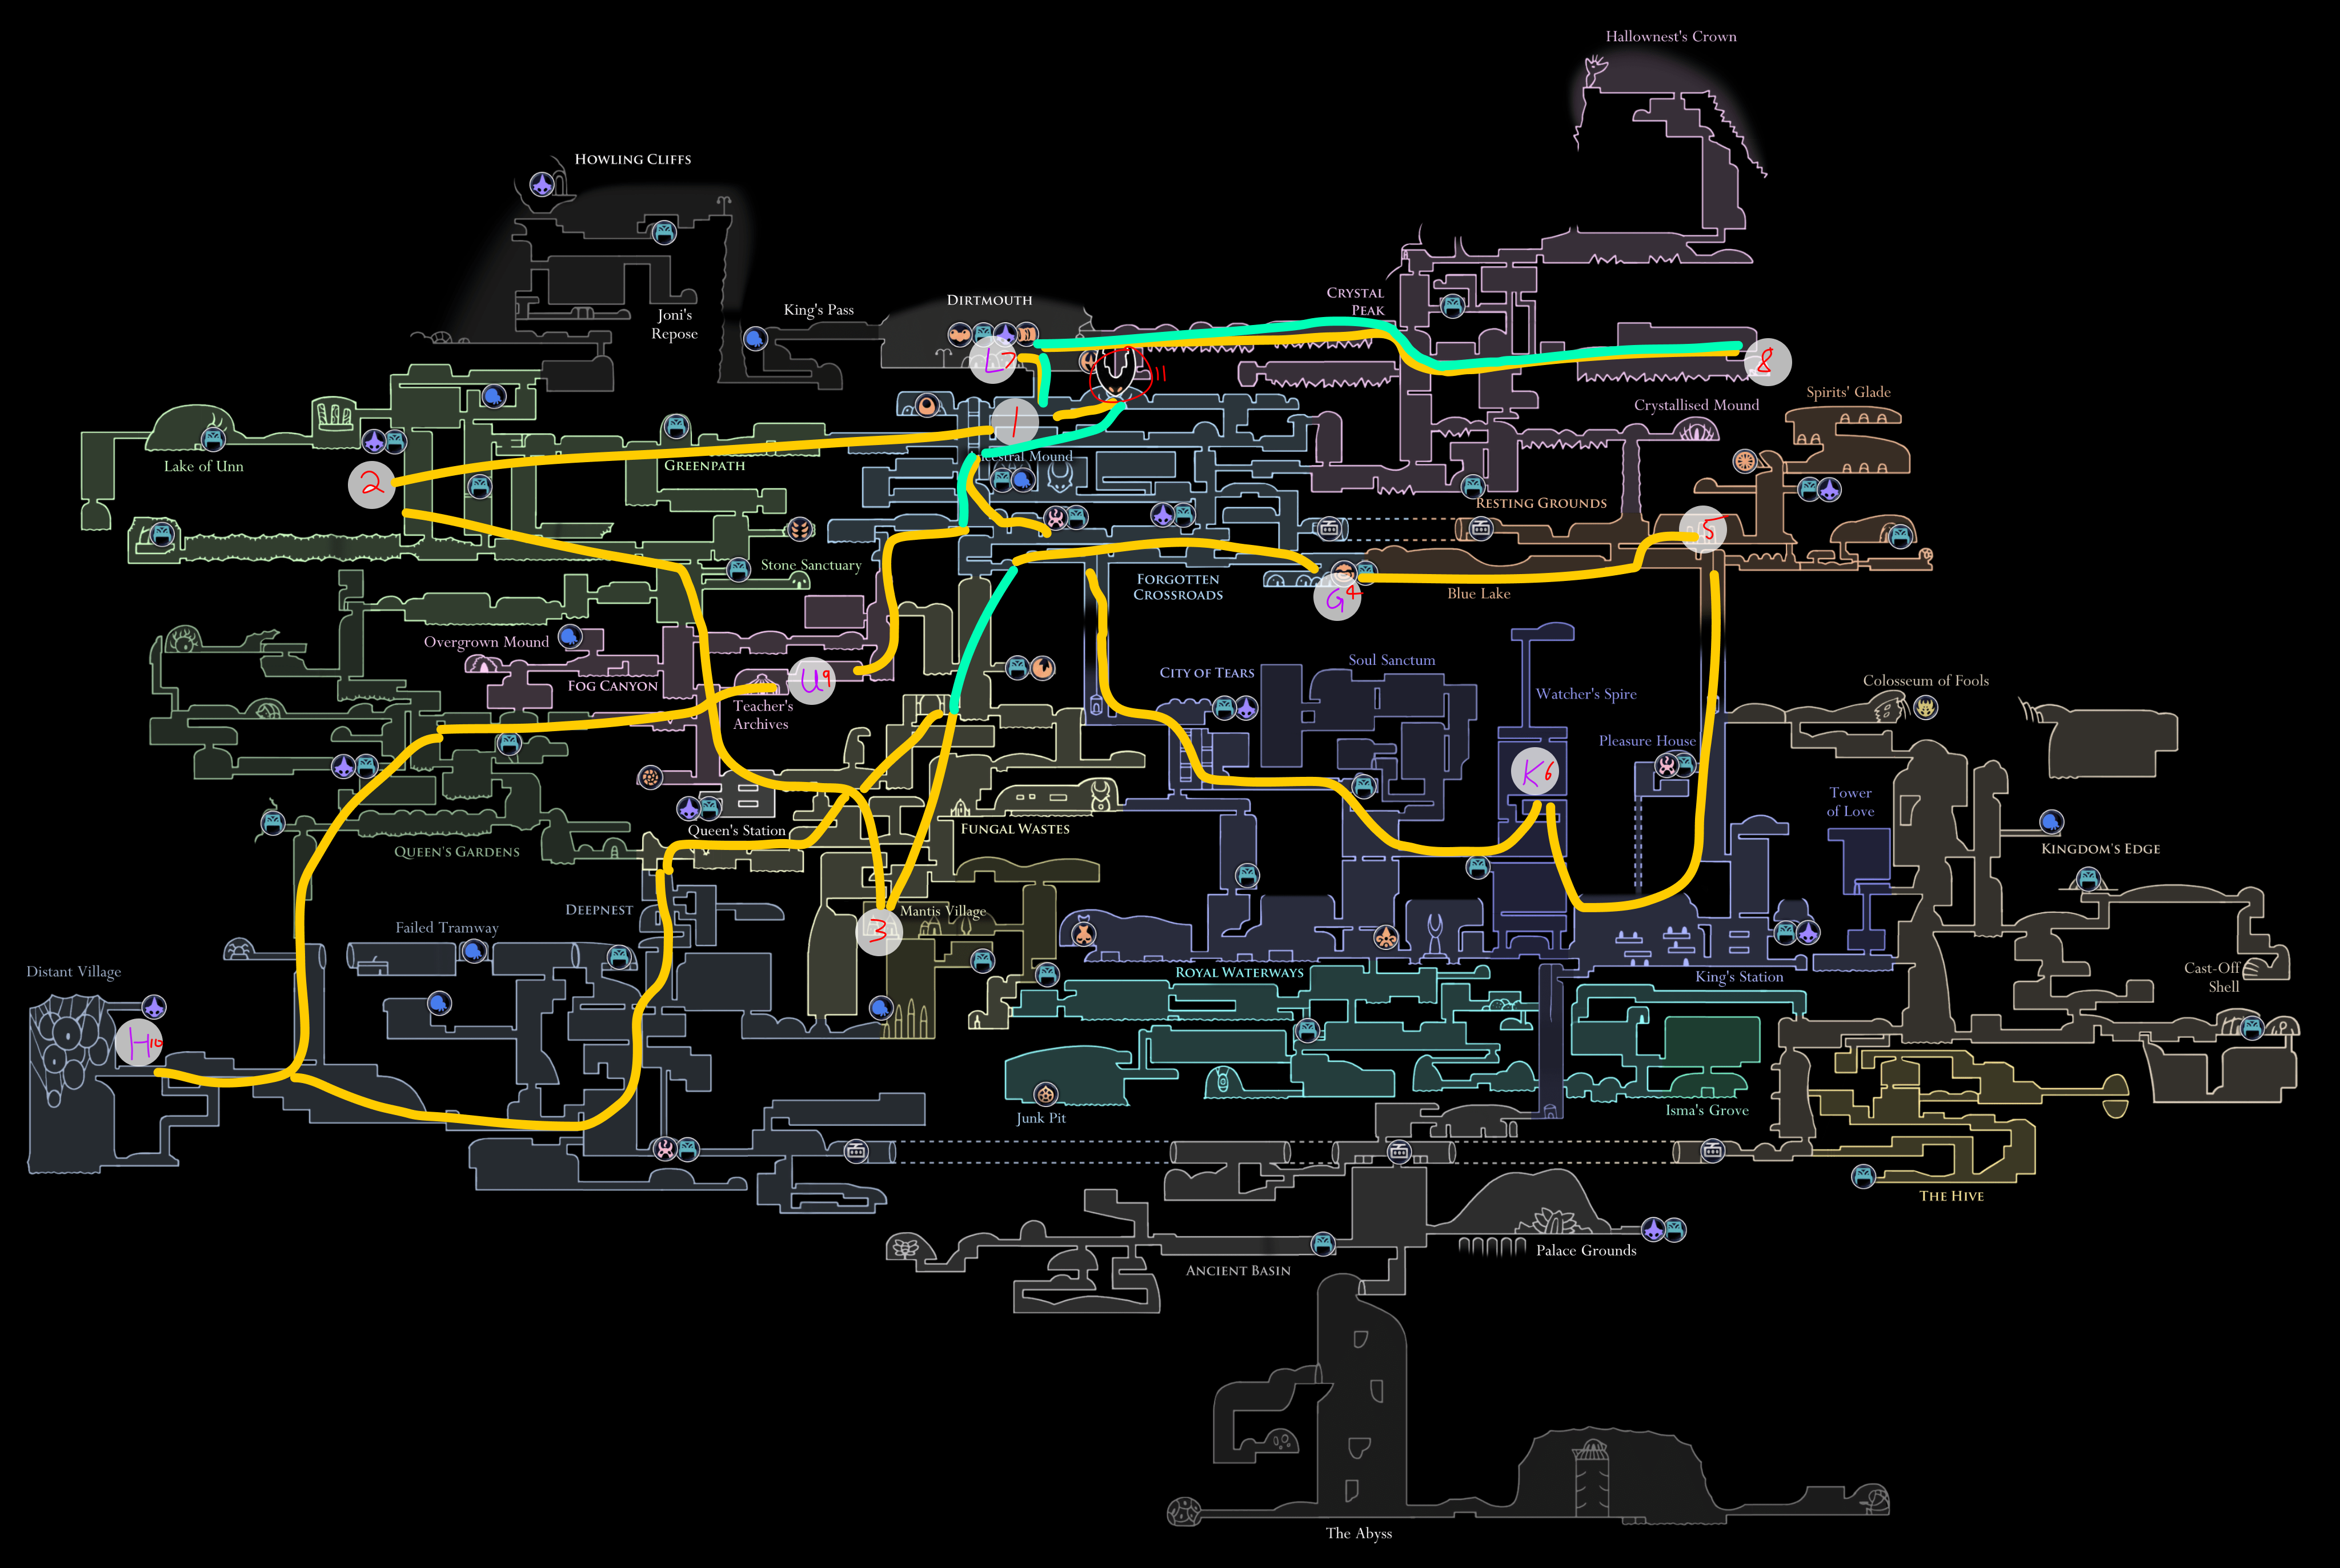 Hallownest's Crown
HOWLING CLIFFS
Joni's
Repose
King's Pass
DIRTMOUTH
CRYSTAL
PEAK
L7
8
11
1
Spirits' Glade
Crystallised Mound
Lake of Unn
GREENPATH
2
Ancestral Mound
RESTING GROUNDS
5
Stone Sanctuary
FORGOTTEN
CROSSROADS
G4
Blue Lake
Overgrown Mound
FOG CANYON
U9
Teacher's
Archives
CITY OF TEARS
Soul Sanctum
Watcher's Spire
Colosseum of Fools
Pleasure House
K6
Tower
of Love
Queen's Station
FUNGAL WASTES
QUEEN'S GARDENS
KINGDOM'S EDGE
DEEPNEST
Mantis Village
3
Failed Tramway
Distant Village
H10
ROYAL WATERWAYS
King's Station
Cast-Off
Shell
Junk Pit
Isma's Grove
THE HIVE
Palace Grounds
ANCIENT BASIN
The Abyss